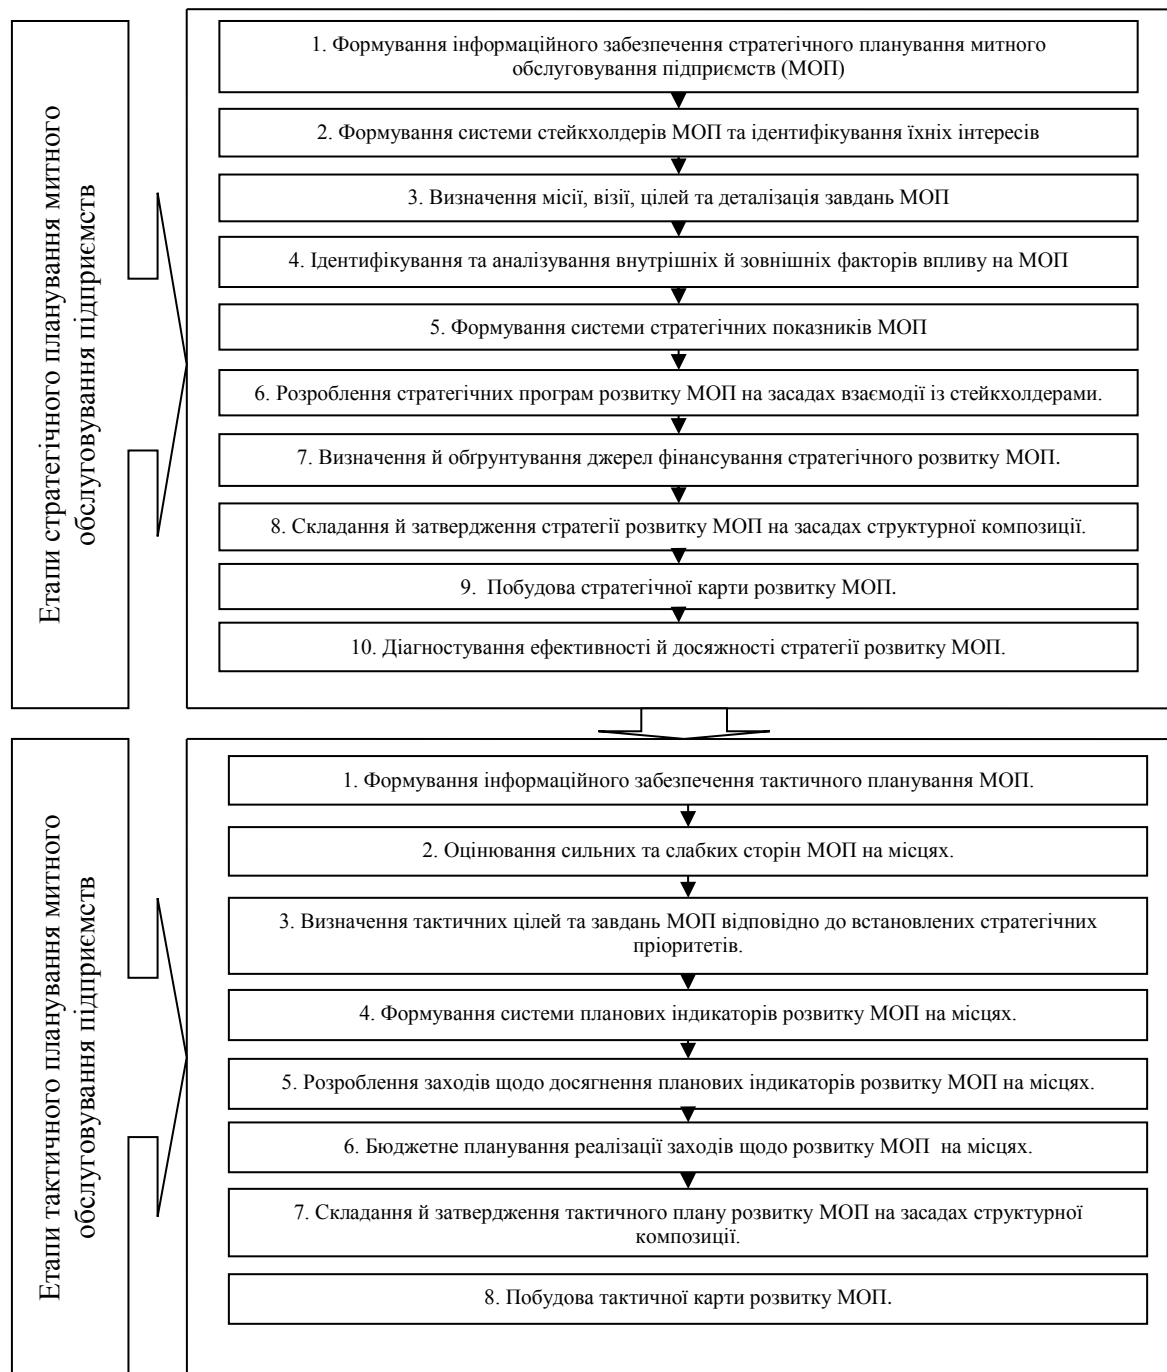 Етапи стратегічного планування митного
обслуговування підприємств
1. Формування інформаційного забезпечення стратегічного планування митного
обслуговування підприємств (МОП)
2. Формування системи стейкхолдерів МОП та ідентифікування їхніх інтересів
3. Визначення місії, візії, цілей та деталізація завдань МОП
4. Ідентифікування та аналізування внутрішніх й зовнішніх факторів впливу на МОП
5. Формування системи стратегічних показників МОП
6. Розроблення стратегічних програм розвитку МОП на засадах взаємодії із стейкхолдерами.
7. Визначення й обґрунтування джерел фінансування стратегічного розвитку МОП.
8. Складання й затвердження стратегії розвитку МОП на засадах структурної композиції.
9. Побудова стратегічної карти розвитку МОП.
10. Діагностування ефективності й досяжності стратегії розвитку МОП.
Етапи тактичного планування митного
обслуговування підприємств
1. Формування інформаційного забезпечення тактичного планування МОП.
2. Оцінювання сильних та слабких сторін МОП на місцях.
3. Визначення тактичних цілей та завдань МОП відповідно до встановлених стратегічних
пріоритетів.
4. Формування системи планових індикаторів розвитку МОП на місцях.
5. Розроблення заходів щодо досягнення планових індикаторів розвитку МОП на місцях.
6. Бюджетне планування реалізації заходів щодо розвитку МОП на місцях.
7. Складання й затвердження тактичного плану розвитку МОП на засадах структурної
композиції.
8. Побудова тактичної карти розвитку МОП.